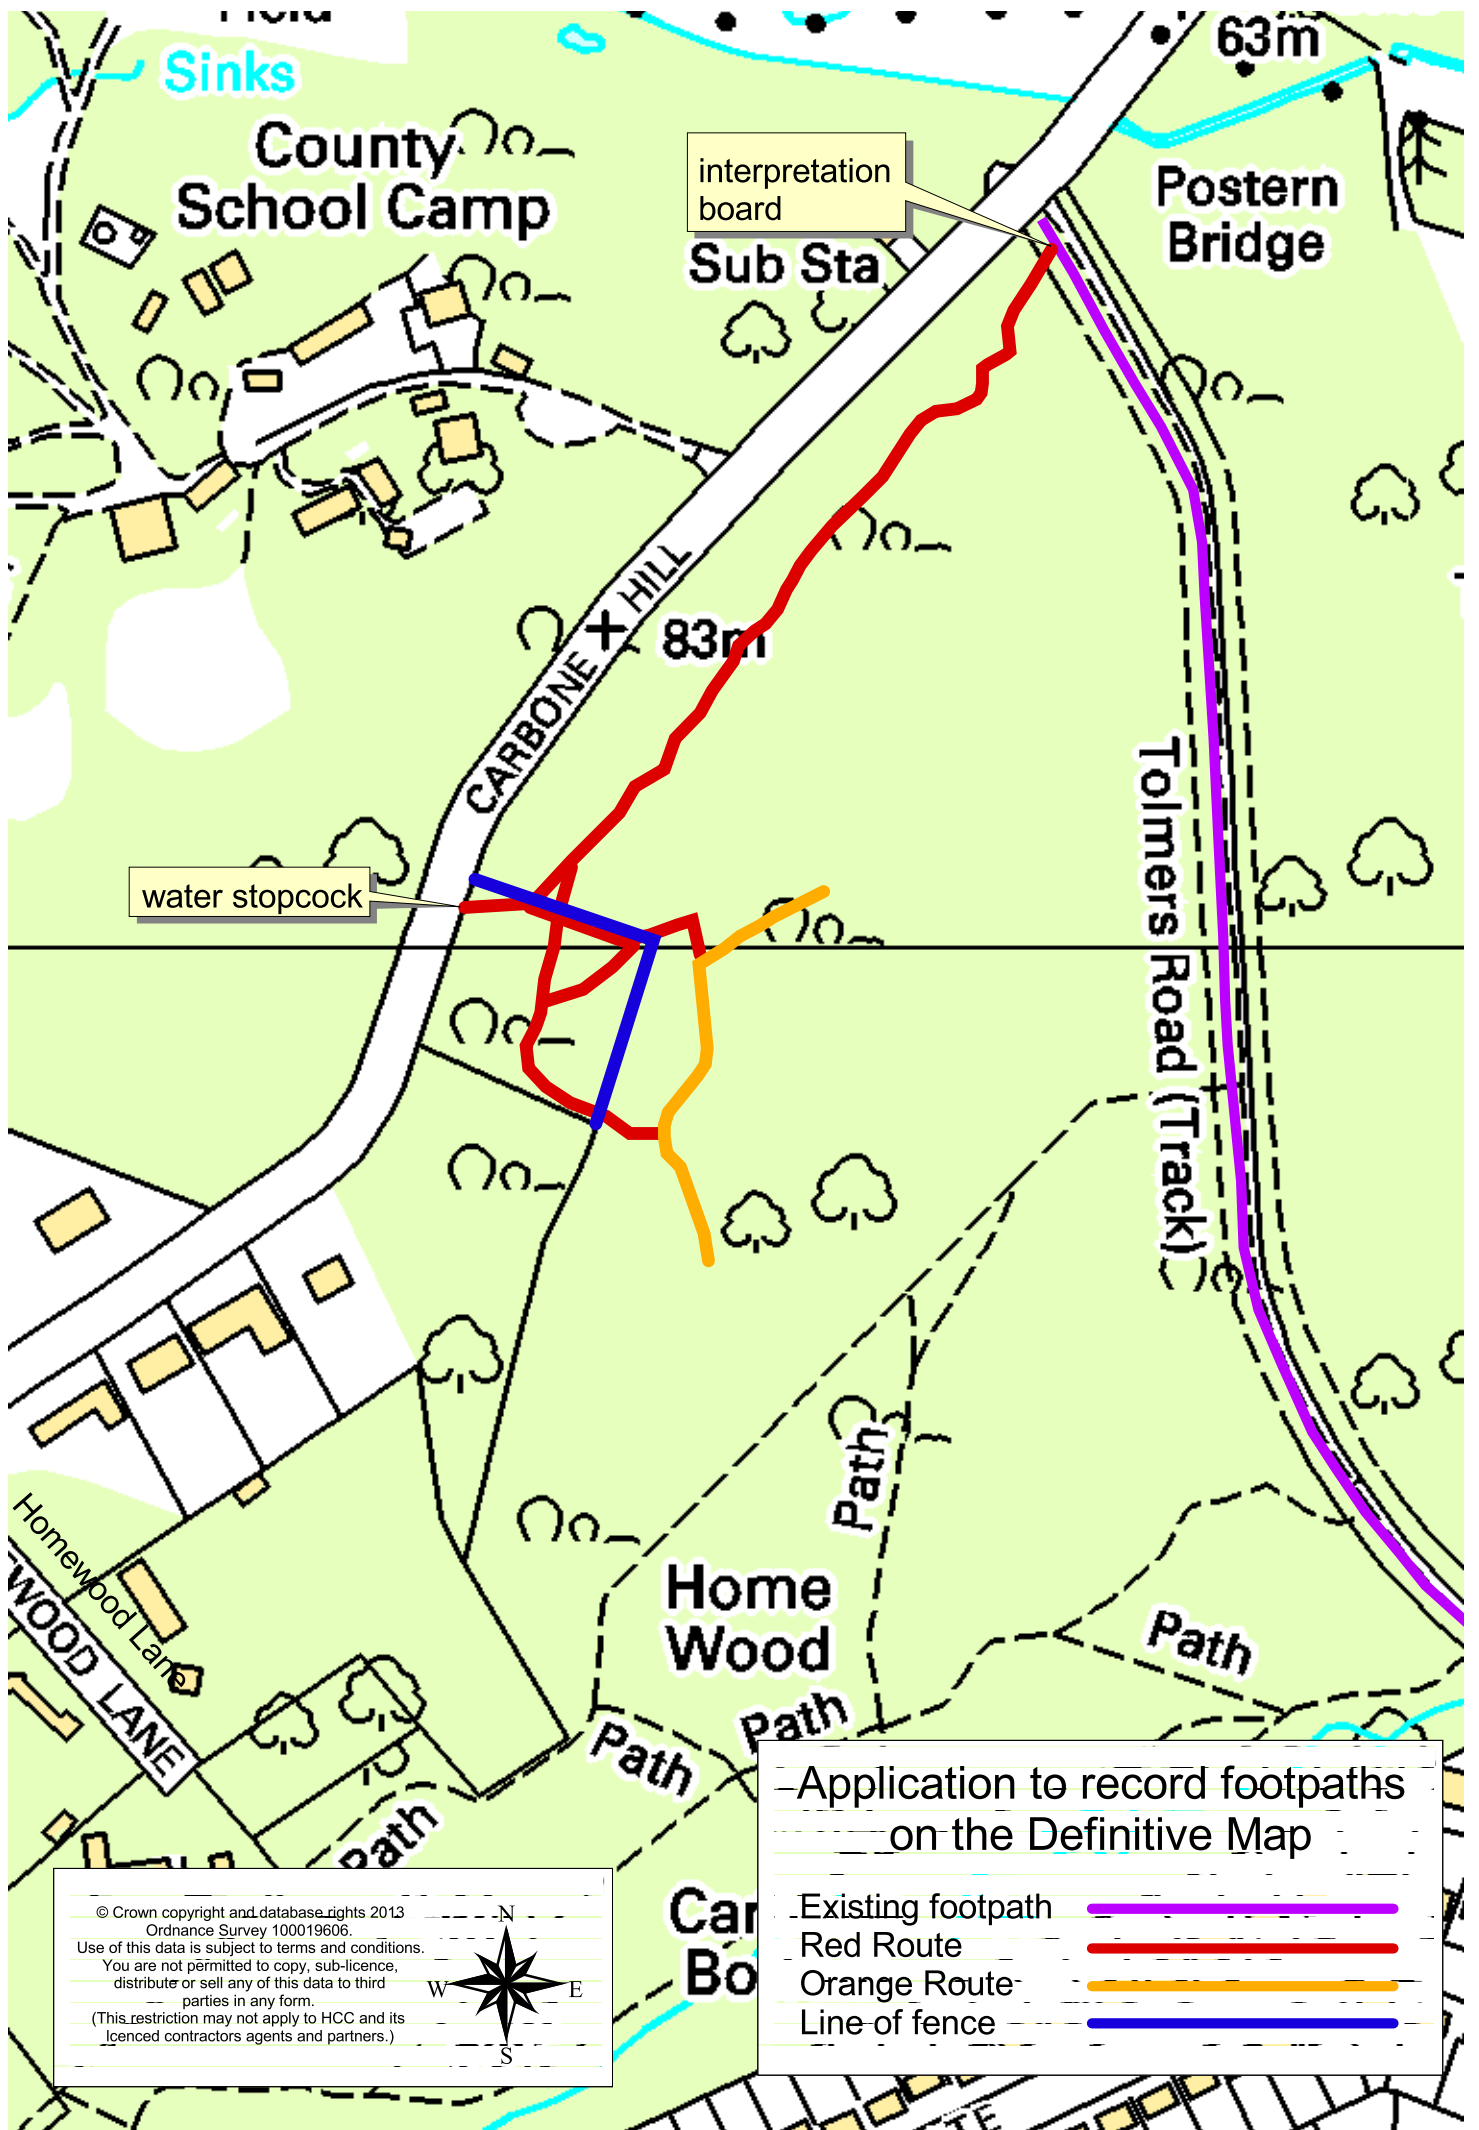 Sinks
County
School Camp
63m
interpretation
board
Postern
Bridge
Sub Sta
CARBONE HILL
83m
water stopcock
Tolmers Road (Track)
Path
Home
Wood
Path
Path
Path
Path
Homewood Lane
WOOD LANE
Application to record footpaths
on the Definitive Map
Existing footpath
Red Route
Orange Route
Line of fence
© Crown copyright and database rights 2013
Ordnance Survey 100019606.
Use of this data is subject to terms and conditions.
You are not permitted to copy, sub-licence,
distribute or sell any of this data to third
parties in any form.
(This restriction may not apply to HCC and its
lcenced contractors agents and partners.)
N
W E
S
Car
Bo